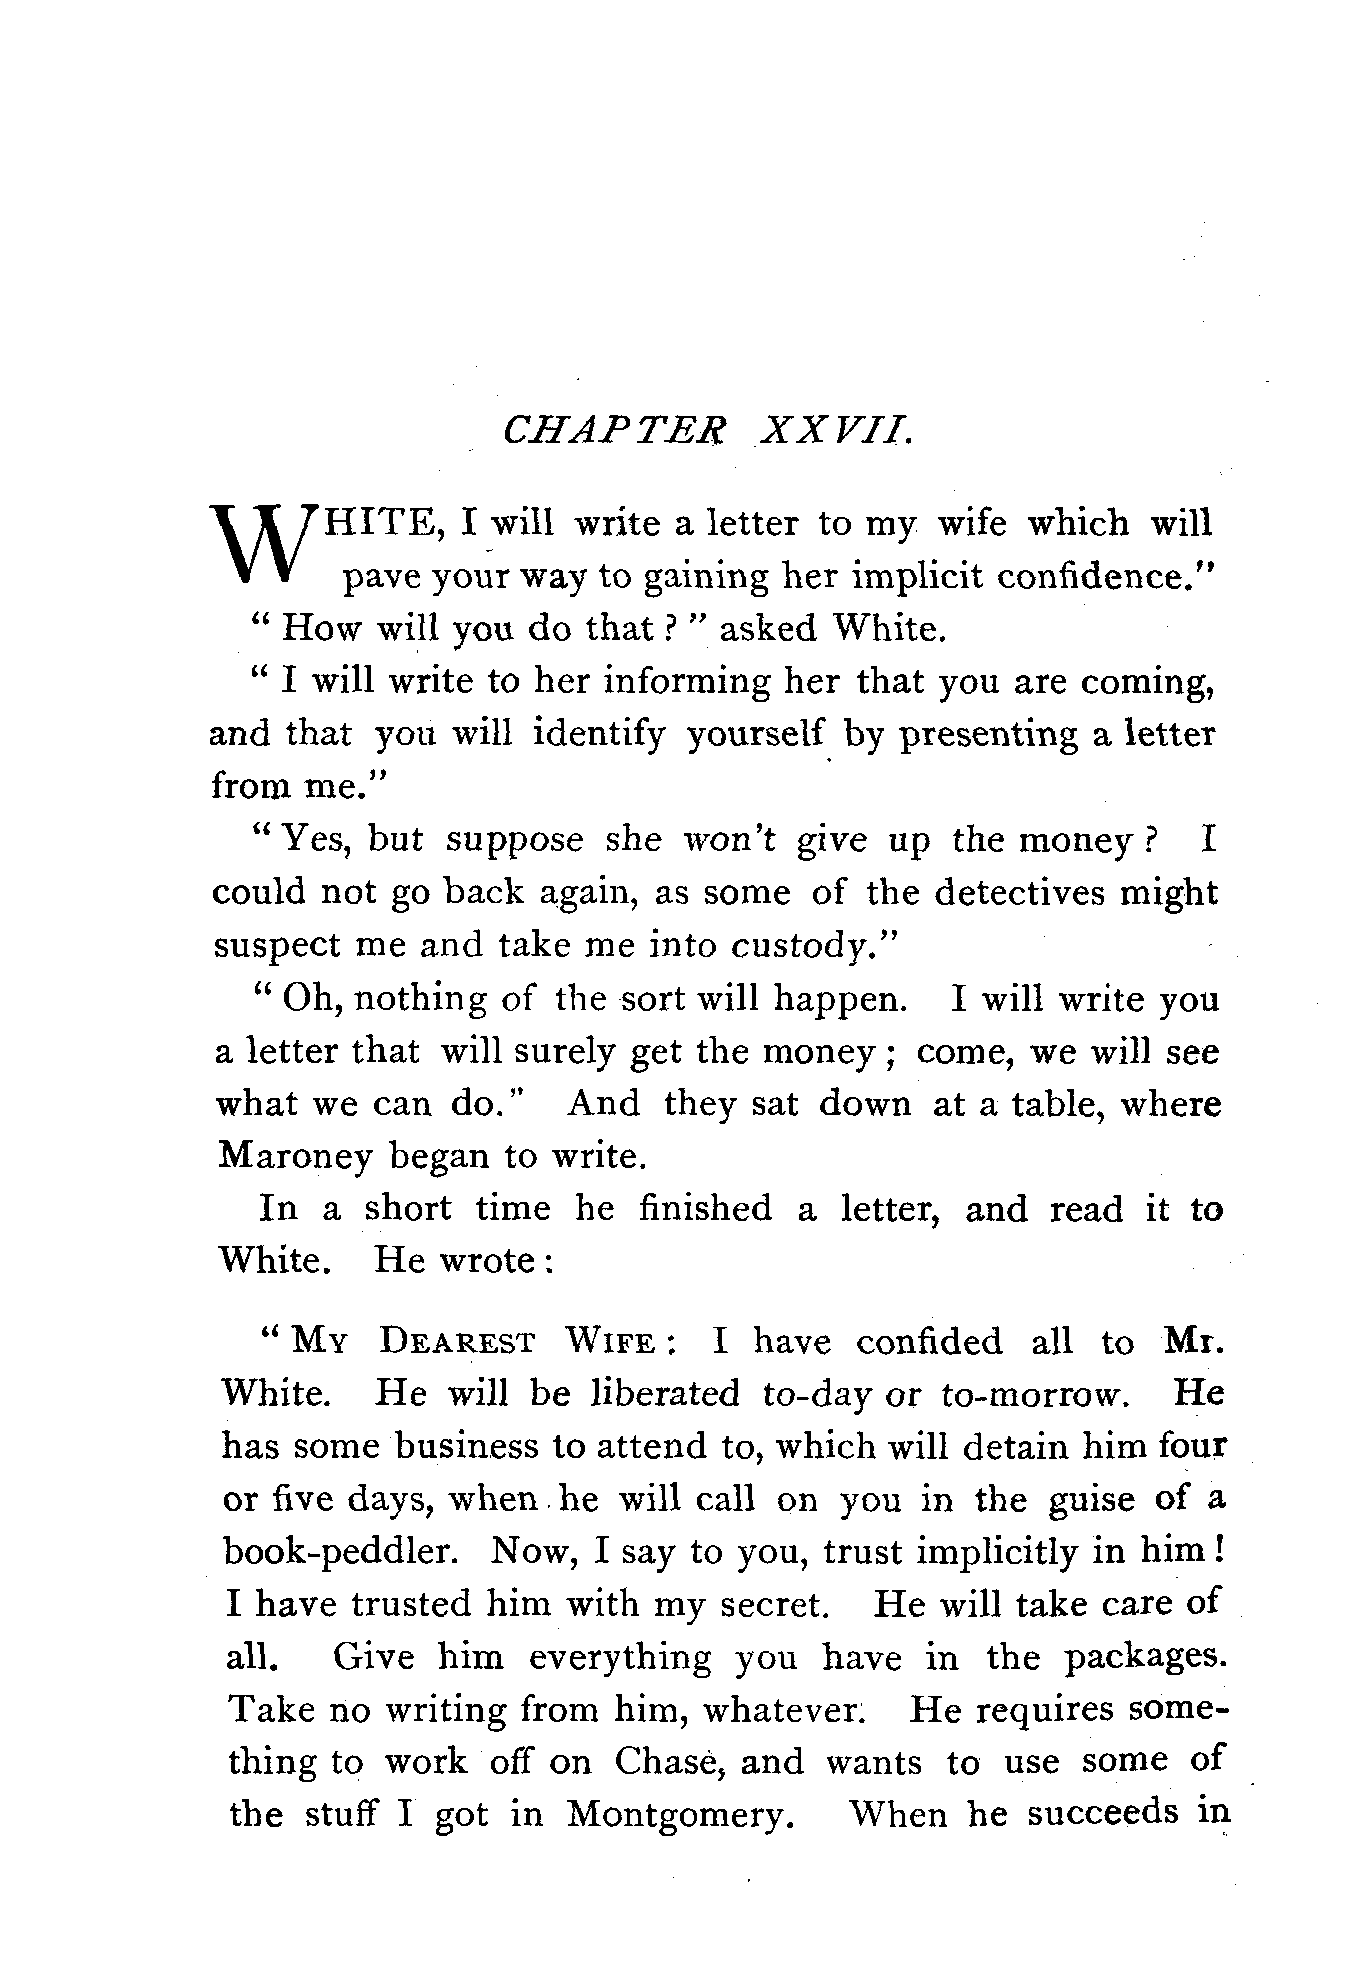 CHAPTER XXVII.
WHITE, I will write a letter to my wife which will
pave your way to gaining her implicit confidence."
" How will you do that ? " asked White.
" I will write to her informing her that you are coming,
and that you will identify yourself by presenting a letter
from me."
" Yes, but suppose she won't give up the money ? I
could not go back again, as some of the detectives might
suspect me and take me into custody."
" Oh, nothing of the sort will happen. I will write you
a letter that will surely get the money ; come, we will see
what we can do." And they sat down at a table, where
Maroney began to write.
In a short time he finished a letter, and read it to
White. He wrote :
" MY DEAREST WIFE : I have confided all to Mr.
White. He will be liberated to-day or to-morrow. He
has some business to attend to, which will detain him four
or five days, when he will call on you in the guise of a
book-peddler. Now, I say to you, trust implicitly in him !
I have trusted him with my secret. He will take care of
all. Give him everything you have in the packages.
Take no writing from him, whatever. He requires some-
thing to work off on Chase, and wants to use some of
the stuff I got in Montgomery. When he succeeds in